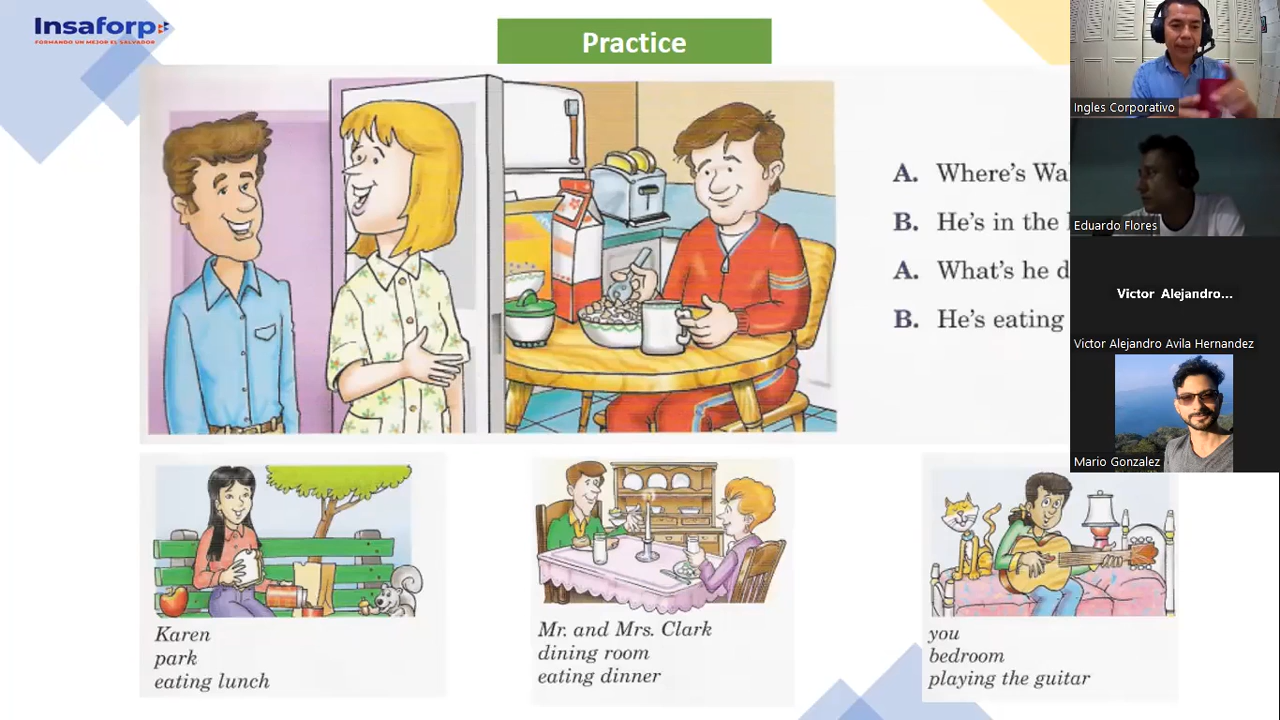 Insaforp
FORMANDO UN MEJOR EL SALVADOR
Practice
Ingles Corporativo
A. Where's Wa
B. He's in the
Eduardo Flores
A. What's he d
Victor Alejandro...
B. He's eating
Victor Alejandro Avila Hernandez
Mario Gonzalez
Karen
park
eating lunch
Mr. and Mrs. Clark
dining room
eating dinner
you
bedroom
playing the guitar